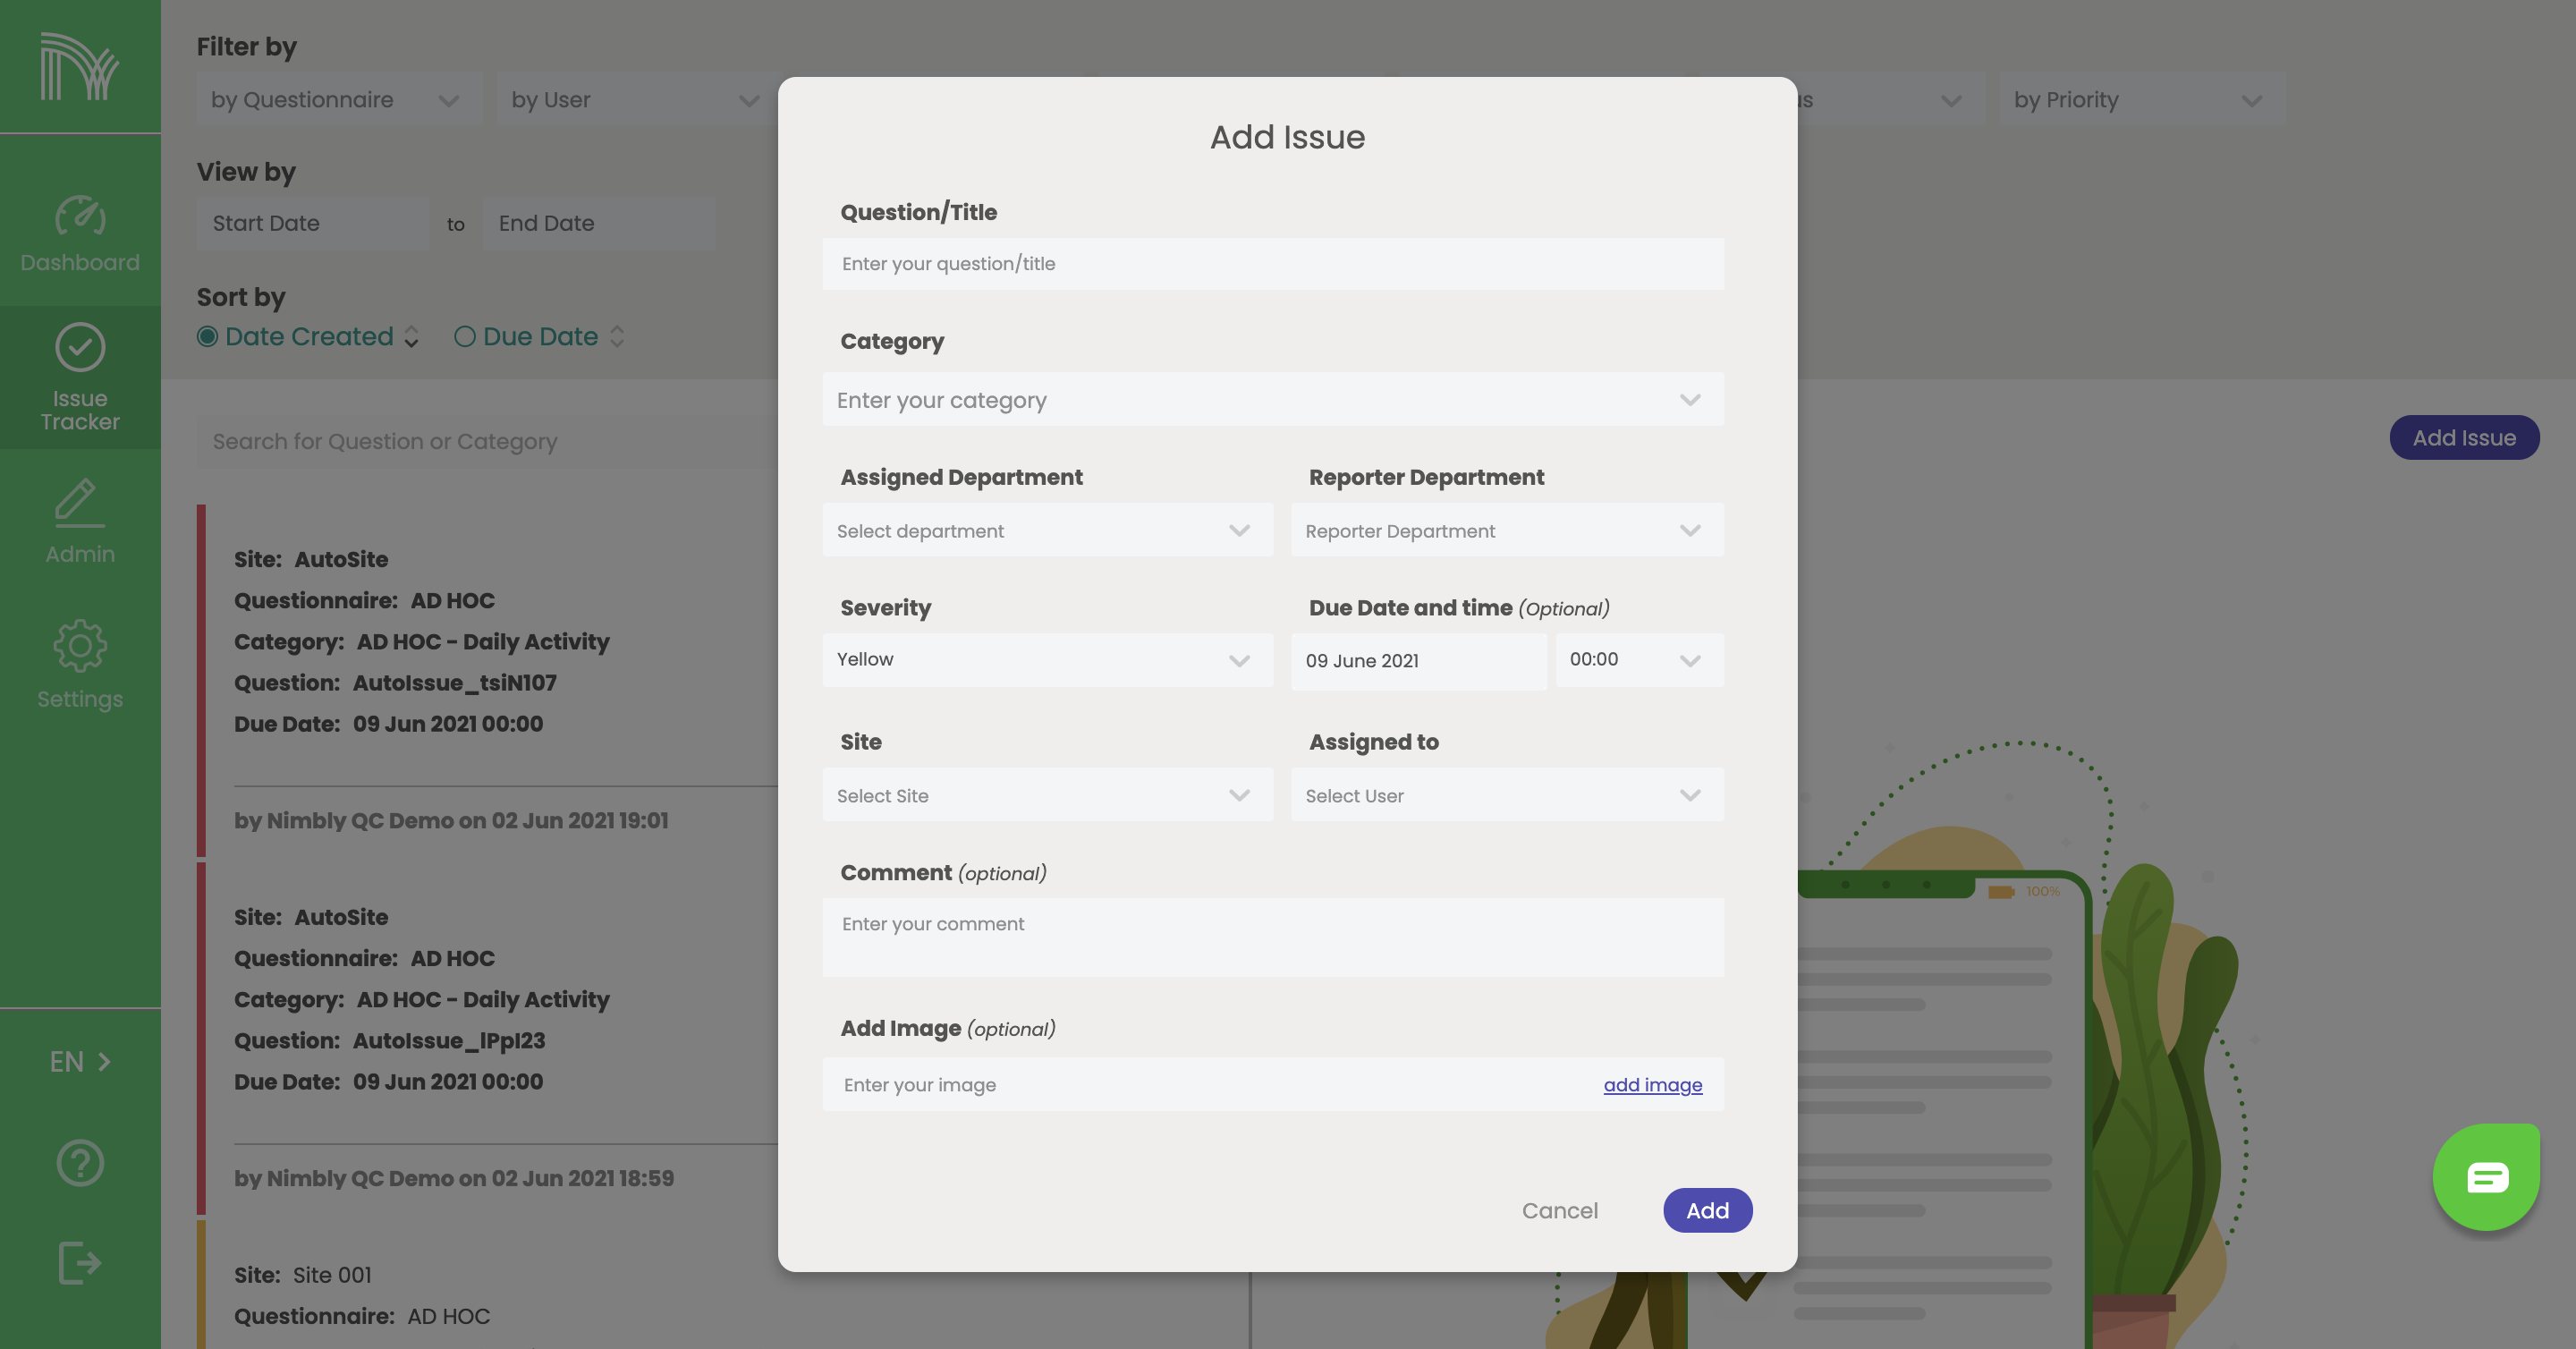 Filter by
by Questionnaire
by User
us
by Priority
View by
Start Date
to
End Date
Sort by
Date Created
Due Date
Search for Question or Category
Add Issue
Dashboard
Issue
Tracker
Admin
Settings
EN
Site: AutoSite
Questionnaire: AD HOC
Category: AD HOC - Daily Activity
Question: AutoIssue_tsiN107
Due Date: 09 Jun 2021 00:00
by Nimbly QC Demo on 02 Jun 2021 19:01
Site: AutoSite
Questionnaire: AD HOC
Category: AD HOC - Daily Activity
Due Date: 09 Jun 2021 00:00
by Nimbly QC Demo on 02 Jun 2021 18:59
Site: Site 001
Questionnaire: AD HOC
Add Issue
Question/Title
Enter your question/title
Category
Enter your category
Assigned Department
Reporter Department
Select department
Reporter Department
Severity
Due Date and time (Optional)
Yellow
09 June 2021
00:00
Site
Assigned to
Select Site
Select User
Comment (optional)
Enter your comment
Add Image (optional)
Enter your image
add image
Cancel
Add
100%